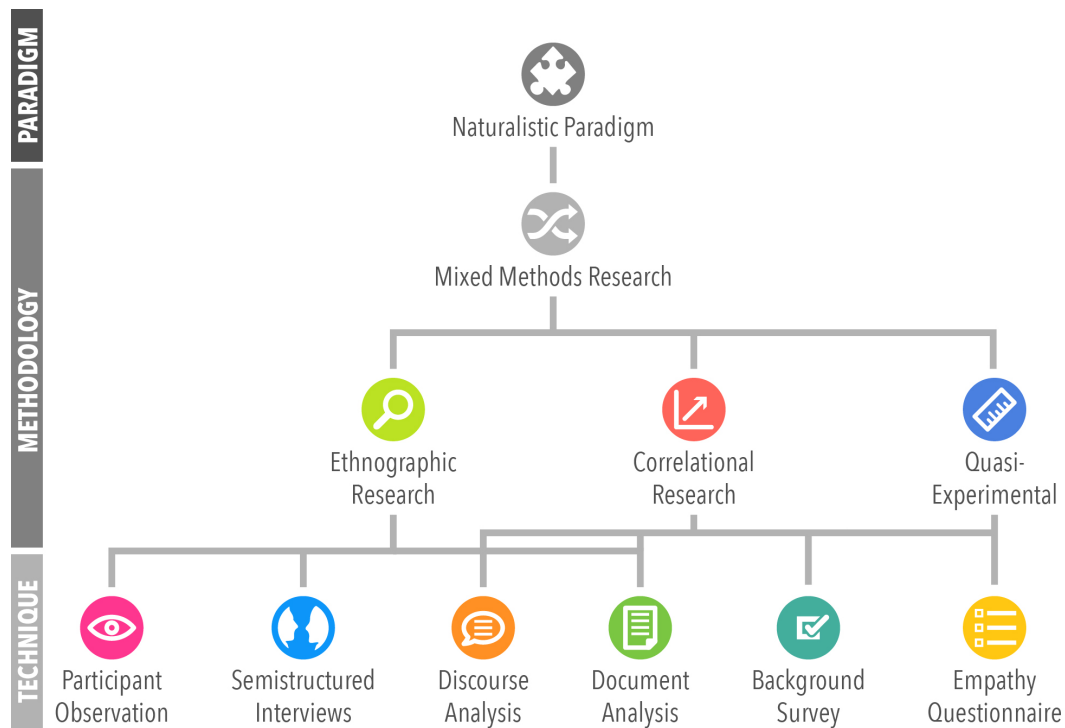 PARADIGM
Naturalistic Paradigm
METHODOLOGY
Mixed Methods Research
Ethnographic
Research
Correlational
Research
Quasi-
Experimental
TECHNIQUE
Participant
Observation
Semistructured
Interviews
Discourse
Analysis
Document
Analysis
Background
Survey
Empathy
Questionnaire